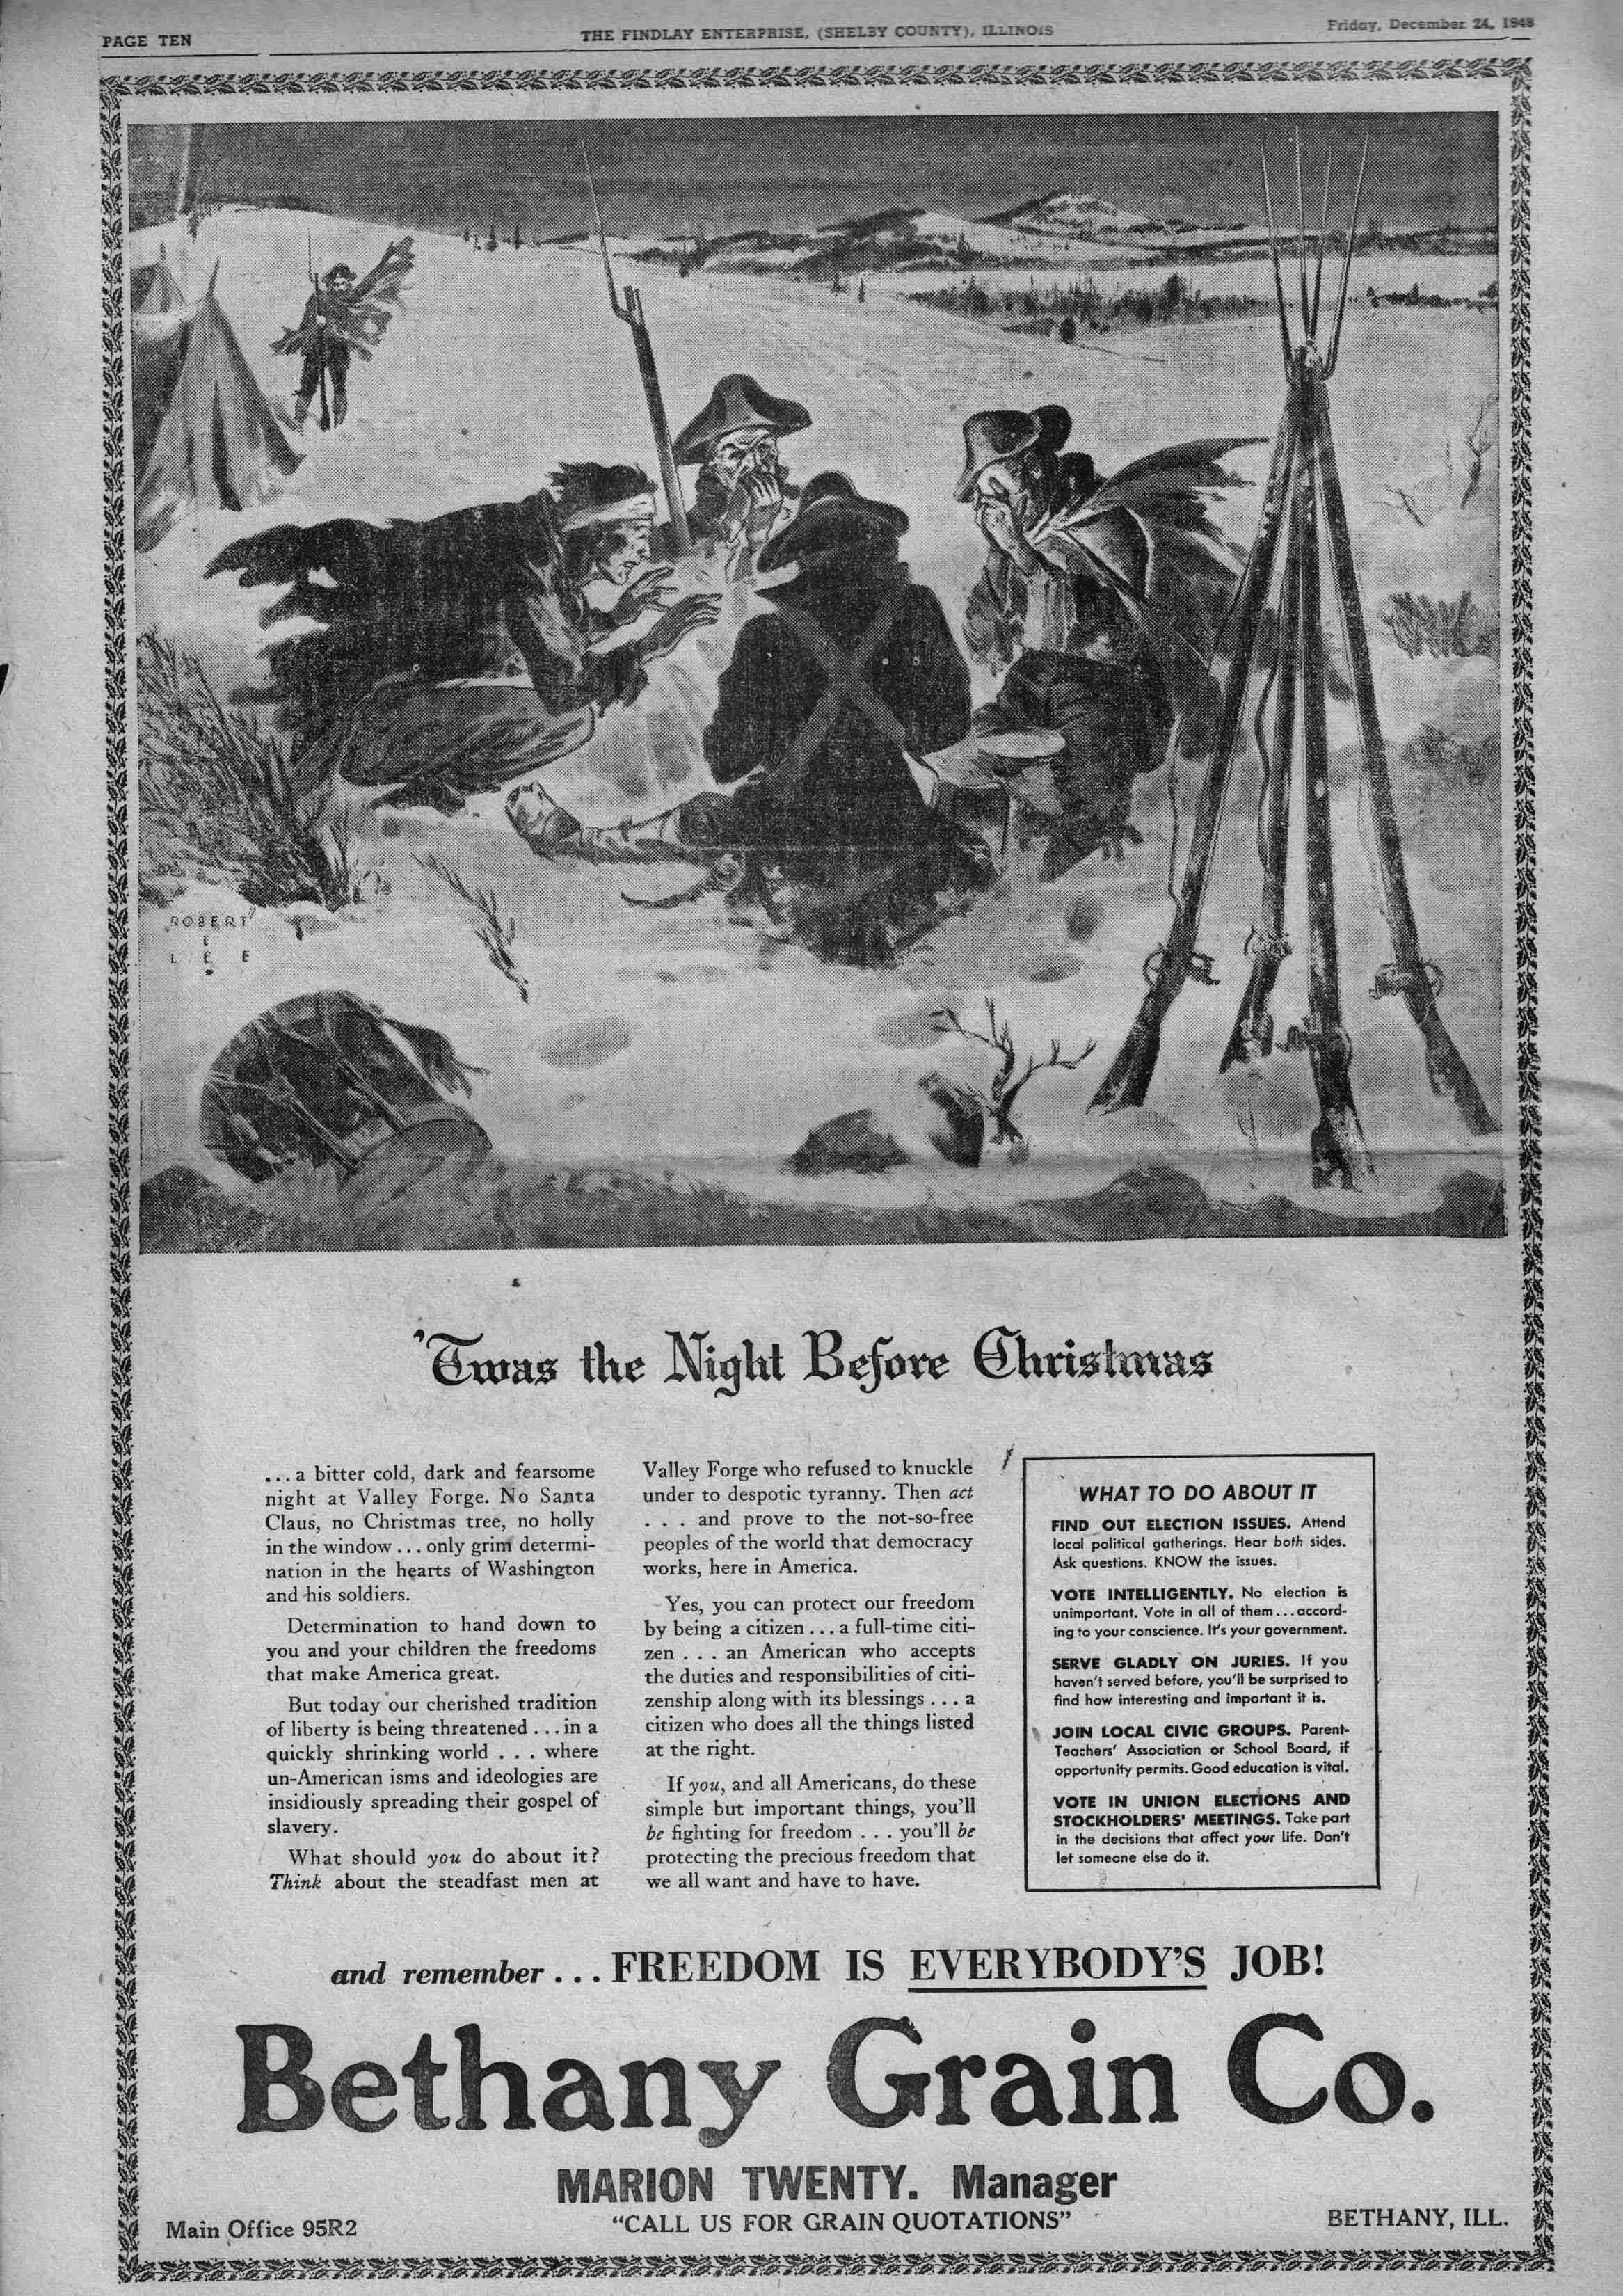 PAGE TEN
THE FINDLAY ENTERPRISE, (SHELBY COUNTY), ILLINOIS
Friday, December 24, 1948
ROBERT
E
LEE
'Twas the Night Before Christmas
...a bitter cold, dark and fearsome
night at Valley Forge. No Santa
Claus, no Christmas tree, no holly
in the window ... only grim determi-
nation in the hearts of Washington
and his soldiers.
Determination to hand down to
you and your children the freedoms
that make America great.
But today our cherished tradition
of liberty is being threatened ... in a
quickly shrinking world . . . where
un-American isms and ideologies are
insidiously spreading their gospel of
slavery.
What should you do about it?
Think about the steadfast men at
Valley Forge who refused to knuckle
under to despotic tyranny. Then act
. . . and prove to the not-so-free
peoples of the world that democracy
works, here in America.
Yes, you can protect our freedom
by being a citizen ... a full-time citi-
zen . . . an American who accepts
the duties and responsibilities of citi-
zenship along with its blessings ... a
citizen who does all the things listed
at the right.
If you, and all Americans, do these
simple but important things, you'll
be fighting for freedom . . . you'll be
protecting the precious freedom that
we all want and have to have.
WHAT TO DO ABOUT IT
FIND OUT ELECTION ISSUES. Attend
local political gatherings. Hear both sides.
Ask questions. KNOW the issues.
VOTE INTELLIGENTLY. No election is
unimportant. Vote in all of them...accord-
ing to your conscience. It's your government.
SERVE GLADLY ON JURIES. If you
haven't served before, you'll be surprised to
find how interesting and important it is.
JOIN LOCAL CIVIC GROUPS. Parent-
Teachers' Association or School Board, if
opportunity permits. Good education is vital.
VOTE IN UNION ELECTIONS AND
STOCKHOLDERS' MEETINGS. Take part
in the decisions that affect your life. Don't
let someone else do it.
and remember ... FREEDOM IS EVERYBODY'S JOB!
Bethany Grain Co.
MARION TWENTY. Manager
Main Office 95R2
"CALL US FOR GRAIN QUOTATIONS"
BETHANY, ILL.